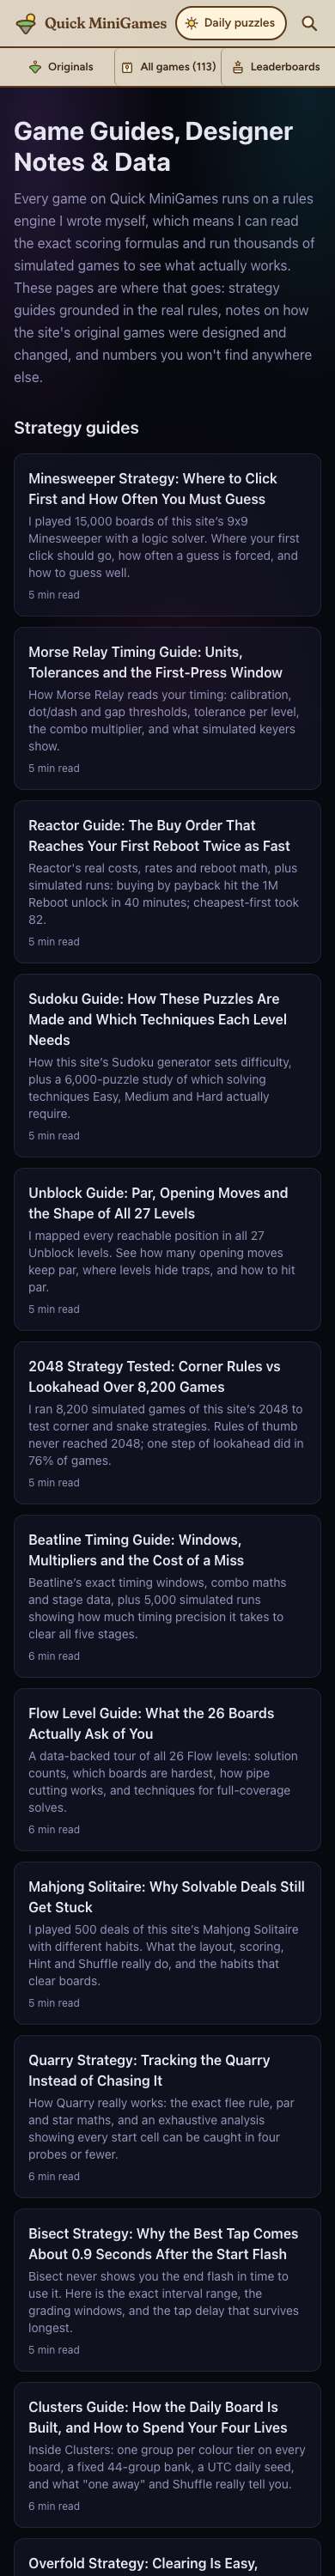 Quick MiniGames
Daily puzzles
Originals
All games (113)
Leaderboards
Game Guides, Designer
Notes & Data
Every game on Quick MiniGames runs on a rules
engine I wrote myself, which means I can read
the exact scoring formulas and run thousands of
simulated games to see what actually works.
These pages are where that goes: strategy
guides grounded in the real rules, notes on how
the site's original games were designed and
changed, and numbers you won't find anywhere
else.
Strategy guides
Minesweeper Strategy: Where to Click
First and How Often You Must Guess
I played 15,000 boards of this site's 9x9
Minesweeper with a logic solver. Where your first
click should go, how often a guess is forced, and
how to guess well.
5 min read
Morse Relay Timing Guide: Units,
Tolerances and the First-Press Window
How Morse Relay reads your timing: calibration,
dot/dash and gap thresholds, tolerance per level,
the combo multiplier, and what simulated keyers
show.
5 min read
Reactor Guide: The Buy Order That
Reaches Your First Reboot Twice as Fast
Reactor's real costs, rates and reboot math, plus
simulated runs: buying by payback hit the 1M
Reboot unlock in 40 minutes; cheapest-first took
82.
5 min read
Sudoku Guide: How These Puzzles Are
Made and Which Techniques Each Level
Needs
How this site's Sudoku generator sets difficulty,
plus a 6,000-puzzle study of which solving
techniques Easy, Medium and Hard actually
require.
5 min read
Unblock Guide: Par, Opening Moves and
the Shape of All 27 Levels
I mapped every reachable position in all 27
Unblock levels. See how many opening moves
keep par, where levels hide traps, and how to hit
par.
5 min read
2048 Strategy Tested: Corner Rules vs
Lookahead Over 8,200 Games
I ran 8,200 simulated games of this site's 2048 to
test corner and snake strategies. Rules of thumb
never reached 2048; one step of lookahead did in
76% of games.
5 min read
Beatline Timing Guide: Windows,
Multipliers and the Cost of a Miss
Beatline's exact timing windows, combo maths
and stage data, plus 5,000 simulated runs
showing how much timing precision it takes to
clear all five stages.
6 min read
Flow Level Guide: What the 26 Boards
Actually Ask of You
A data-backed tour of all 26 Flow levels: solution
counts, which boards are hardest, how pipe
cutting works, and techniques for full-coverage
solves.
6 min read
Mahjong Solitaire: Why Solvable Deals Still
Get Stuck
I played 500 deals of this site's Mahjong Solitaire
with different habits. What the layout, scoring,
Hint and Shuffle really do, and the habits that
clear boards.
5 min read
Quarry Strategy: Tracking the Quarry
Instead of Chasing It
How Quarry really works: the exact flee rule, par
and star maths, and an exhaustive analysis
showing every start cell can be caught in four
probes or fewer.
6 min read
Bisect Strategy: Why the Best Tap Comes
About 0.9 Seconds After the Start Flash
Bisect never shows you the end flash in time to
use it. Here is the exact interval range, the
grading windows, and the tap delay that survives
longest.
5 min read
Clusters Guide: How the Daily Board Is
Built, and How to Spend Your Four Lives
Inside Clusters: one group per colour tier on every
board, a fixed 44-group bank, a UTC daily seed,
and what "one away" and Shuffle really tell you.
6 min read
Overfold Strategy: Clearing Is Easy,